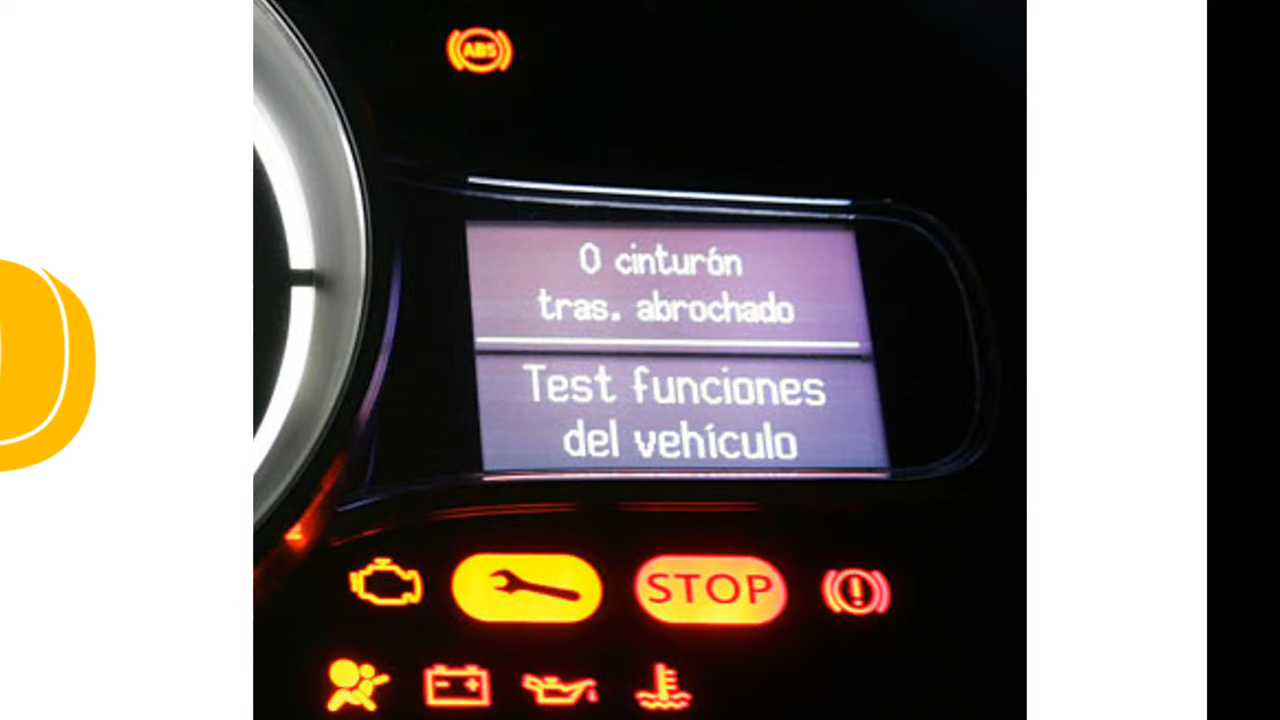 ABS
0 cinturón
tras. abrochado
Test funciones
del vehículo
STOP